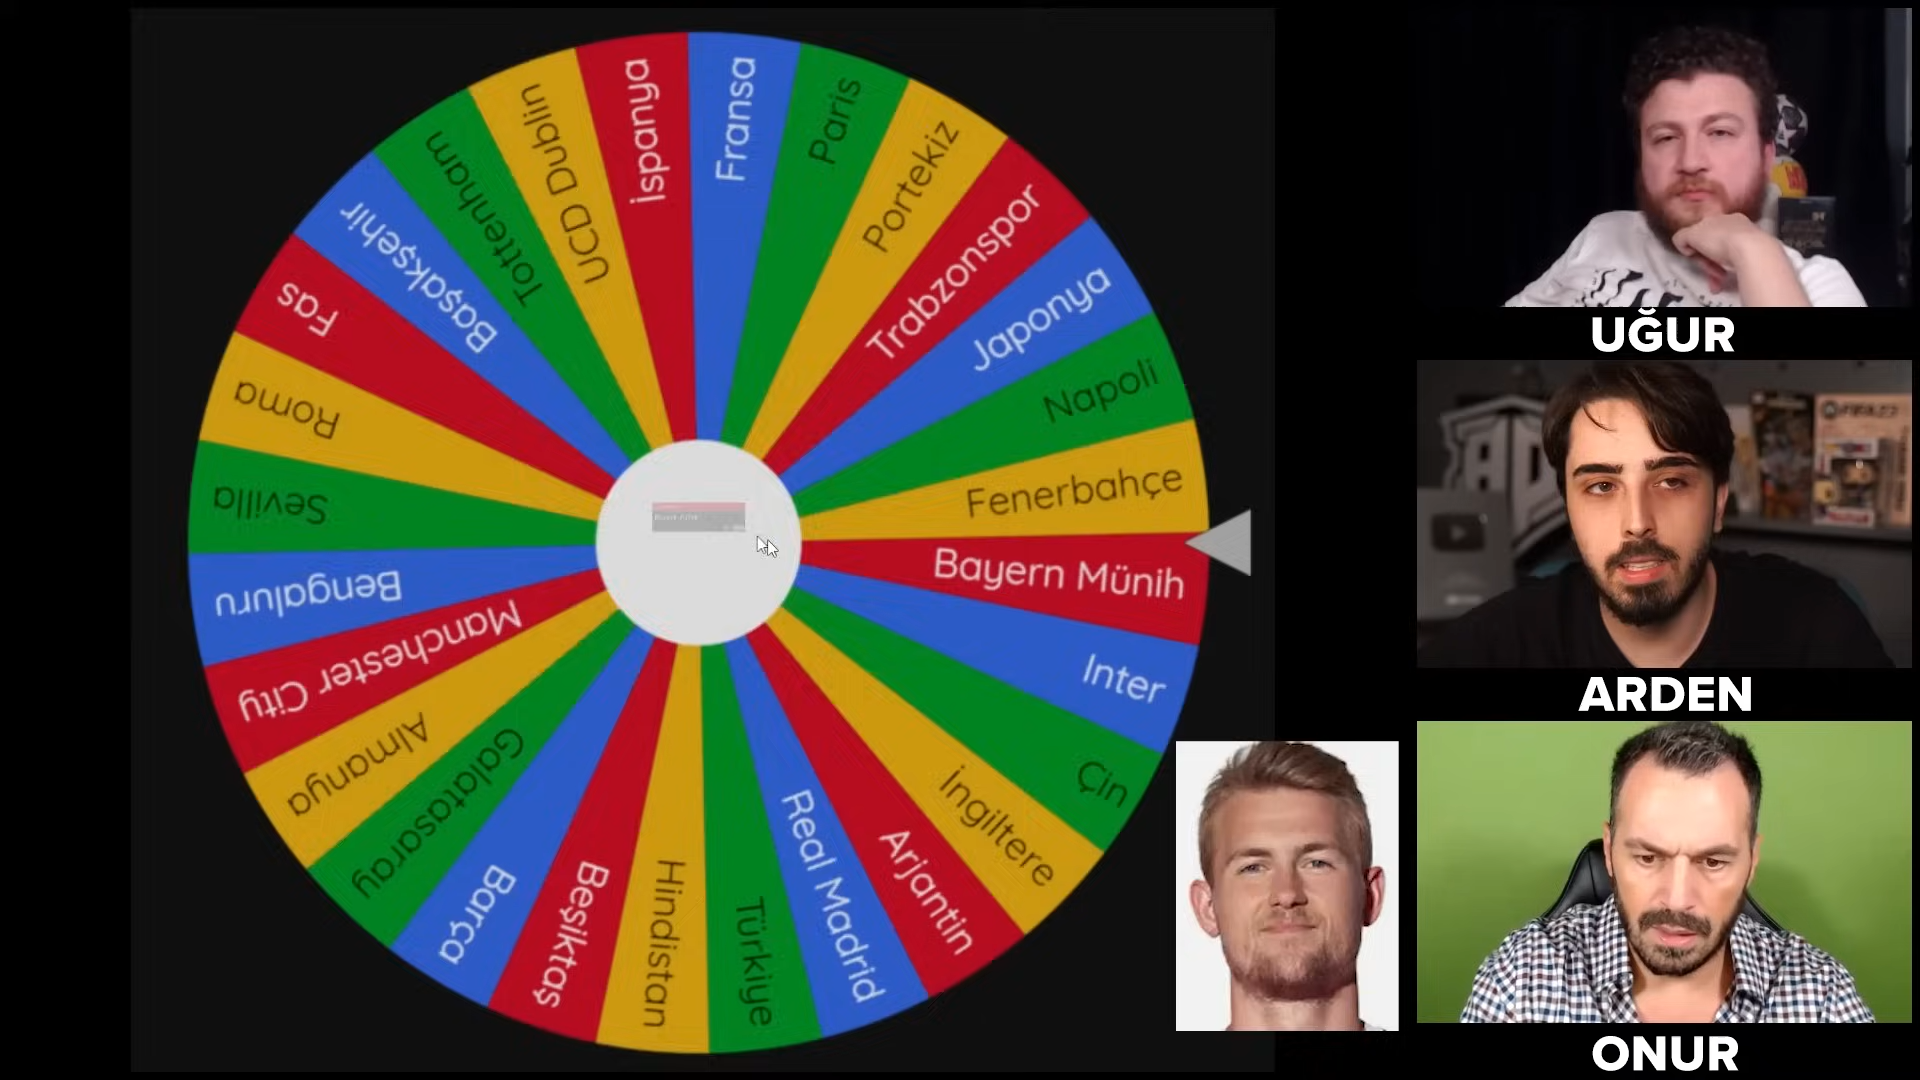 Fransa
Paris
Portekiz
Trabzonspor
Japonya
Napoli
Fenerbahçe
Bayern Münih
Inter
Çin
İngiltere
Arjantin
Real Madrid
Türkiye
Hindistan
Beşiktaş
Barça
Galatasaray
Almanya
Manchester City
Bengaluru
Sevilla
Roma
Fas
Başakşehir
Tottenham
UCD Dublin
İspanya
UĞUR
ARDEN
ONUR